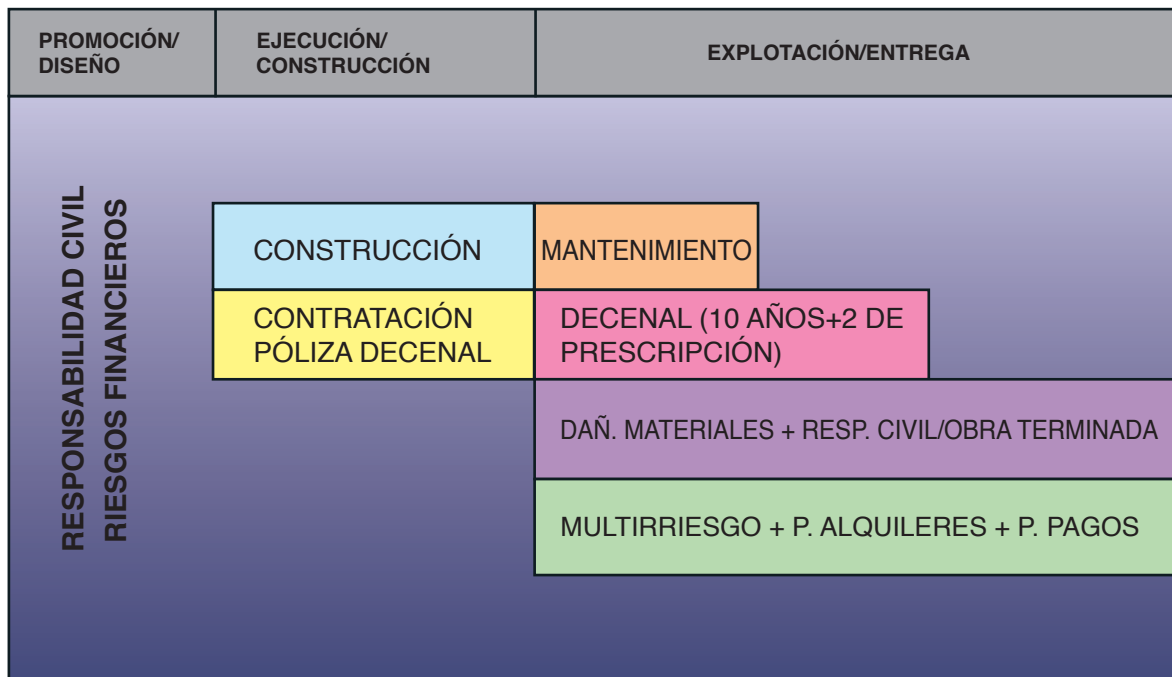 PROMOCIÓN/
DISEÑO
EJECUCIÓN/
CONSTRUCCIÓN
EXPLOTACIÓN/ENTREGA
RESPONSABILIDAD CIVIL
RIESGOS FINANCIEROS
CONSTRUCCIÓN
MANTENIMIENTO
CONTRATACIÓN
PÓLIZA DECENAL
DECENAL (10 AÑOS+2 DE
PRESCRIPCIÓN)
DAÑ. MATERIALES + RESP. CIVIL/OBRA TERMINADA
MULTIRRIESGO + P. ALQUILERES + P. PAGOS